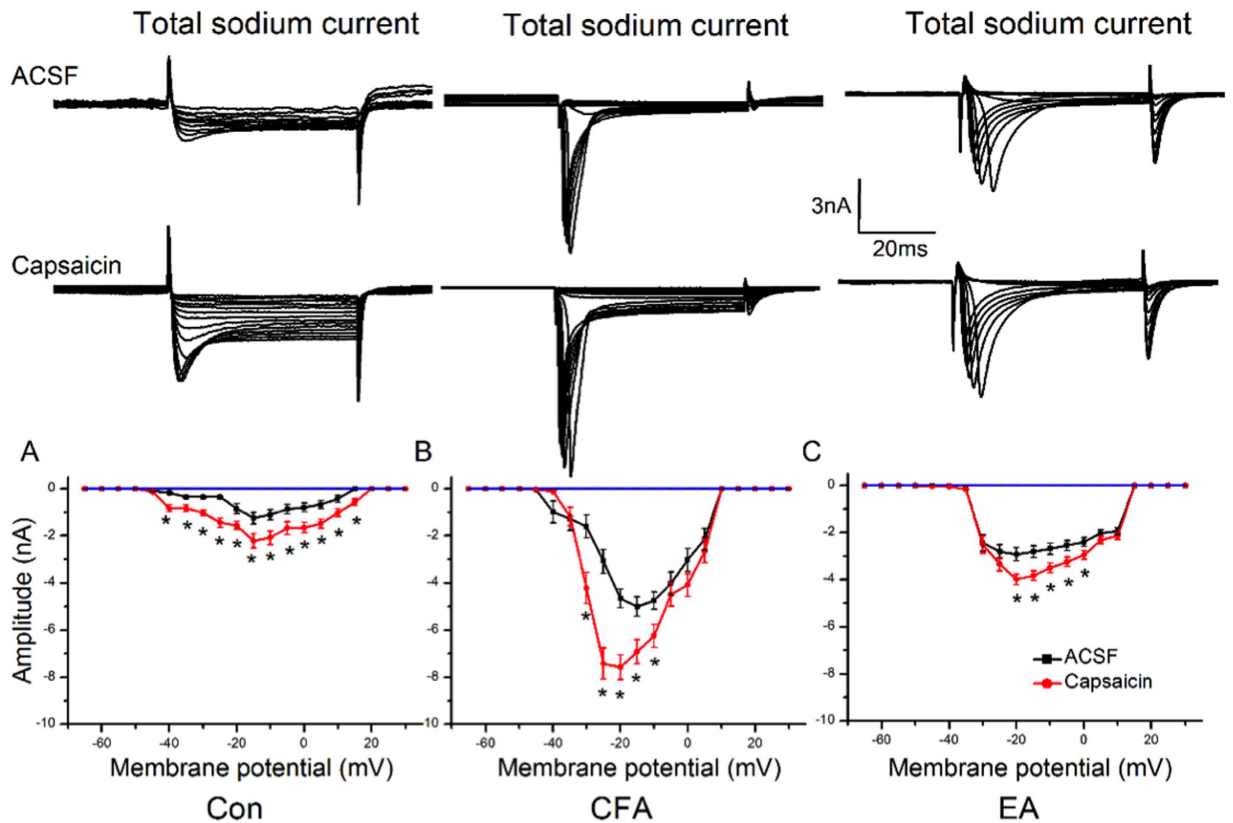 Total sodium current Total sodium current Total sodium current
ACSF
3nA
20ms
Capsaicin
A B C
0 0 0
-2 -2 -2
-4 -4 -4
* * * * * * * * * * * *
* * * * *
* * * * *
-6 -6 -6
-8 -8 -8
-10 10 -10
Amplitude (nA)
ACSF
Capsaicin
-60 -40 -20 0 20 -60 -40 -20 0 20 -60 -40 -20 0 20
Membrane potential (mV) Membrane potential (mV) Membrane potential (mV)
Con CFA EA